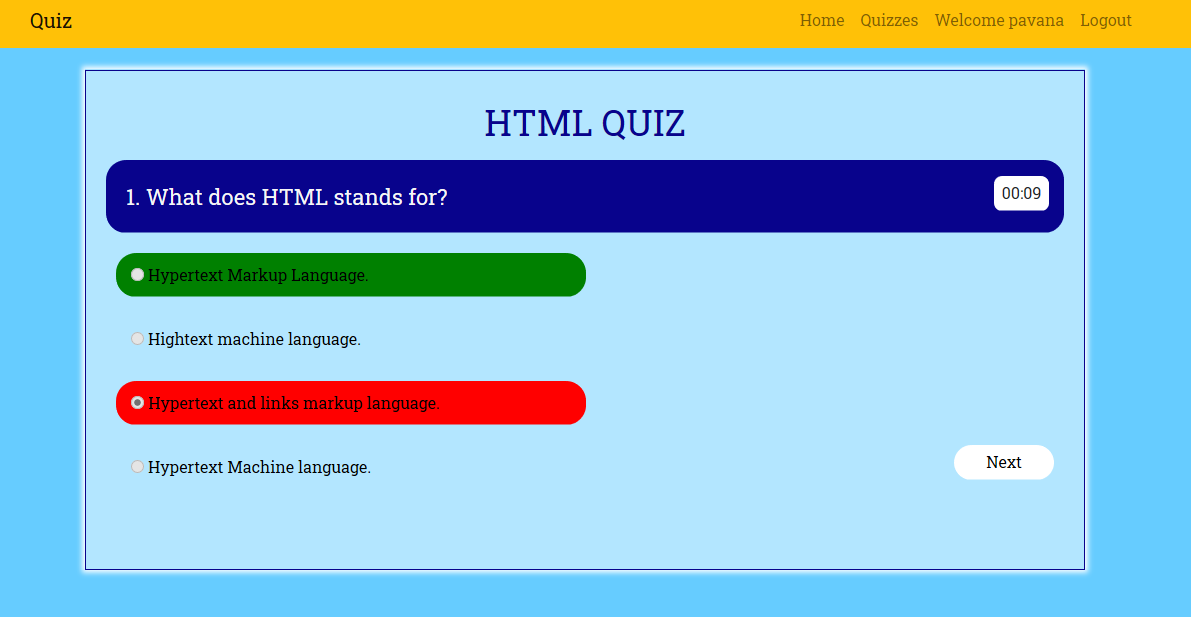 Quiz
Home Quizzes Welcome pavana Logout
HTML QUIZ
1. What does HTML stands for?
00:09
Hypertext Markup Language.
Hightext machine language.
Hypertext and links markup language.
Hypertext Machine language.
Next